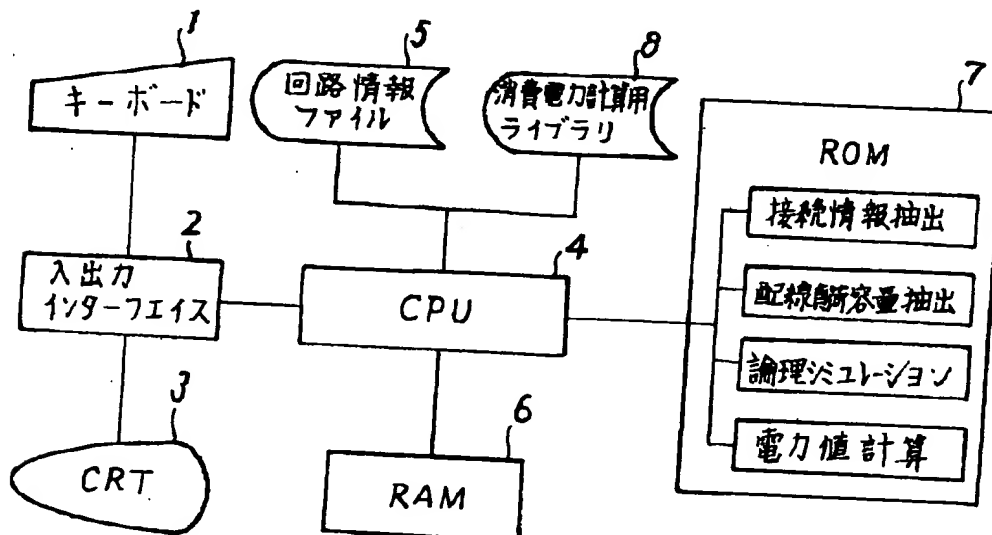 1
キーボード
5
回路情報
ファイル
8
消費電力計算用
ライブラリ
7
ROM
接続情報抽出
配線容量抽出
論理シミュレーション
電力値計算
2
入出力
インターフェイス
4
CPU
3
CRT
6
RAM